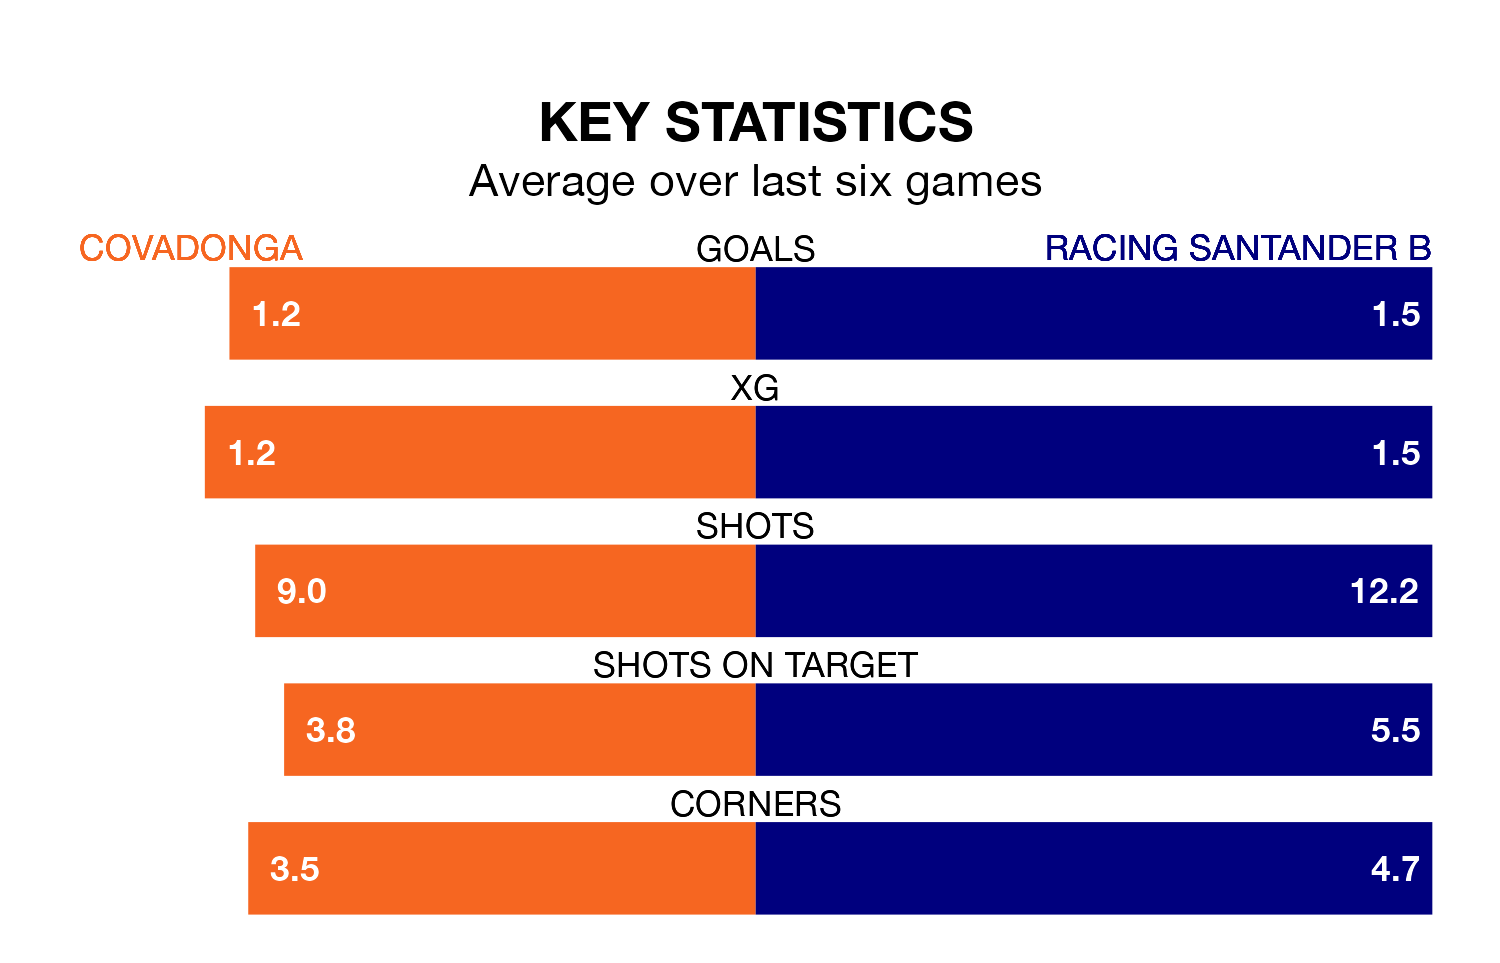 KEY STATISTICS
Average over last six games
COVADONGA GOALS RACING SANTANDER B
1.2 1.5
XG
1.2 1.5
SHOTS
9.0 12.2
SHOTS ON TARGET
3.8 5.5
CORNERS
3.5 4.7